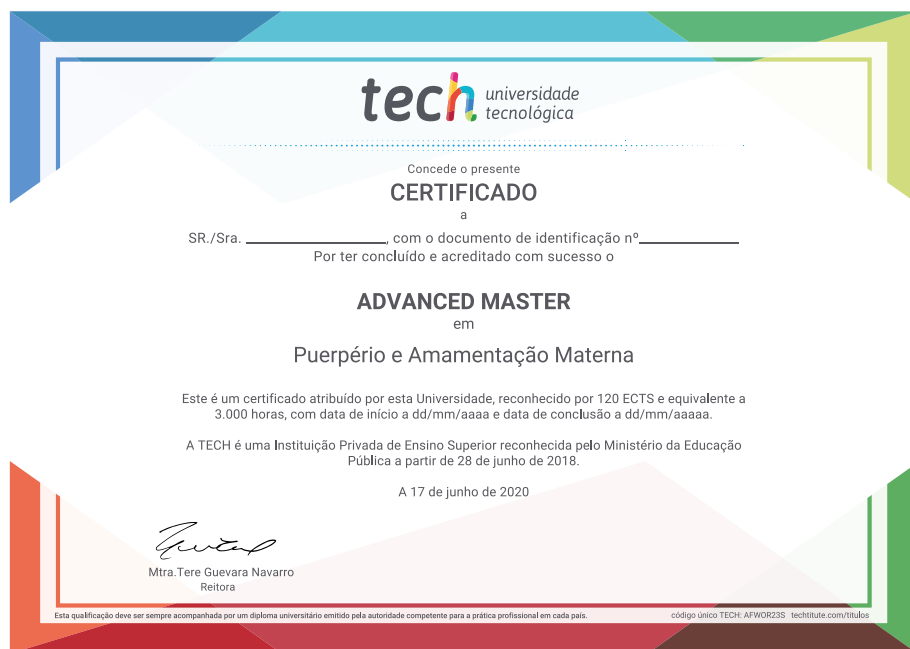 tech universidade
tecnológica
Concede o presente
CERTIFICADO
a
SR./Sra. ________________, com o documento de identificação nº____________
Por ter concluído e acreditado com sucesso o
ADVANCED MASTER
em
Puerpério e Amamentação Materna
Este é um certificado atribuído por esta Universidade, reconhecido por 120 ECTS e equivalente a
3.000 horas, com data de início a dd/mm/aaaa e data de conclusão a dd/mm/aaaaa.
A TECH é uma Instituição Privada de Ensino Superior reconhecida pelo Ministério da Educação
Pública a partir de 28 de junho de 2018.
A 17 de junho de 2020
Mtra.Tere Guevara Navarro
Reitora
Esta qualificação deve ser sempre acompanhada por um diploma universitário emitido pela autoridade competente para a prática profissional em cada país. código único TECH: AFWOR23S techtitute.com/titulos